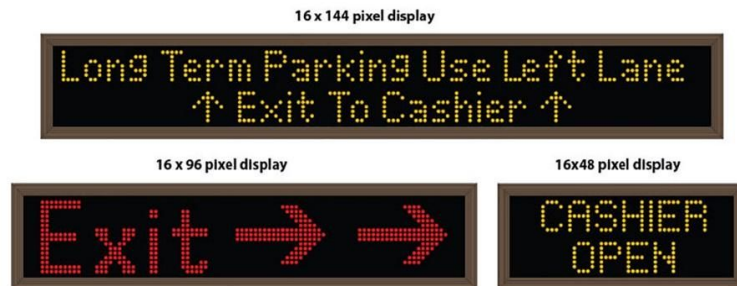 16 x 144 pixel display
Long Term Parking Use Left Lane
↑ Exit To Cashier ↑
16 x 96 pixel display
Exit → →
16x48 pixel display
CASHIER
OPEN